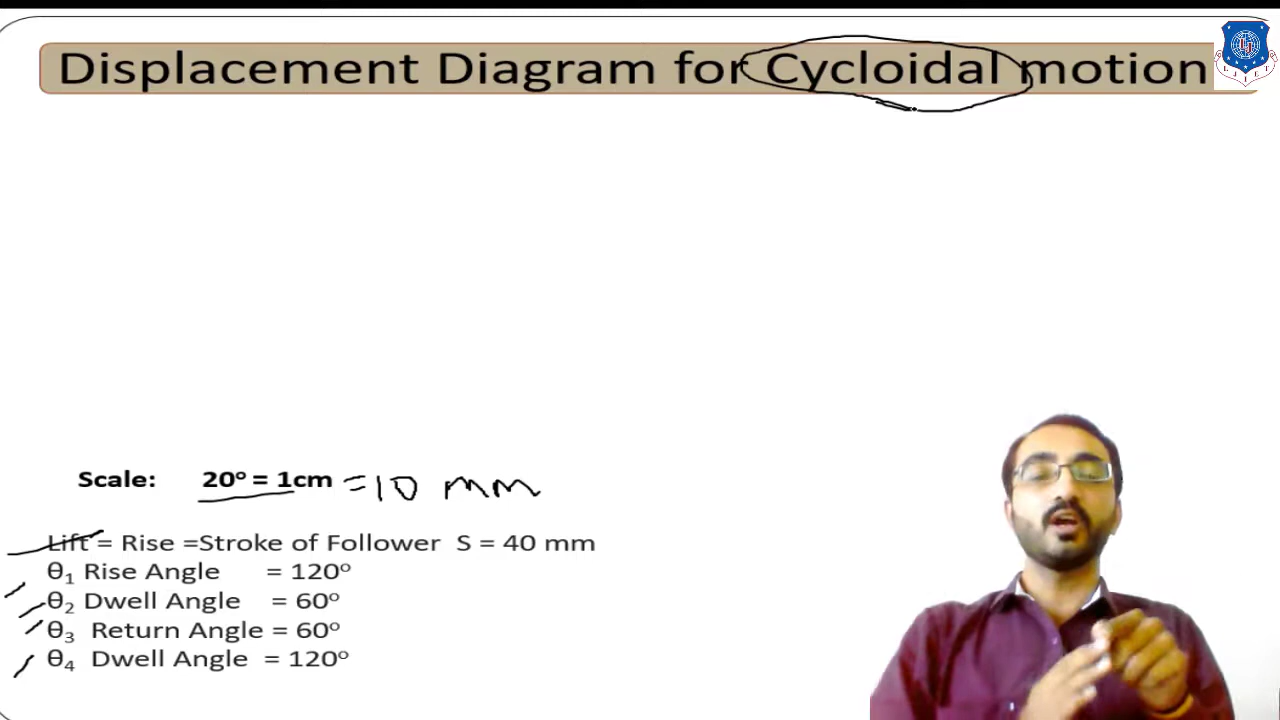 Displacement Diagram for Cycloidal motion
Scale: 20° = 1cm = 10 mm
Lift = Rise =Stroke of Follower S = 40 mm
θ₁ Rise Angle = 120°
θ₂ Dwell Angle = 60°
θ₃ Return Angle = 60°
θ₄ Dwell Angle = 120°